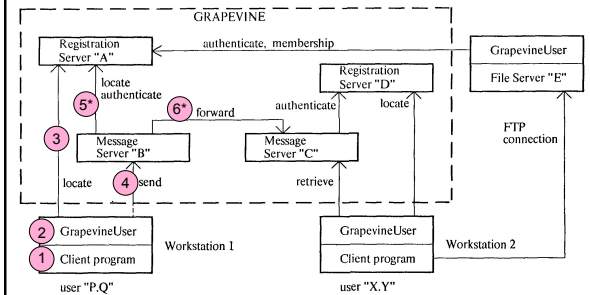 GRAPEVINE
Registration
Server "A"
authenticate, membership
GrapevineUser
File Server "E"
Registration
Server "D"
locate
authenticate
5*
6*
forward
authenticate
locate
FTP
connection
3
Message
Server "B"
Message
Server "C"
locate
4
send
retrieve
2
GrapevineUser
Workstation 1
1
Client program
user "P.Q"
GrapevineUser
Workstation 2
Client program
user "X.Y"